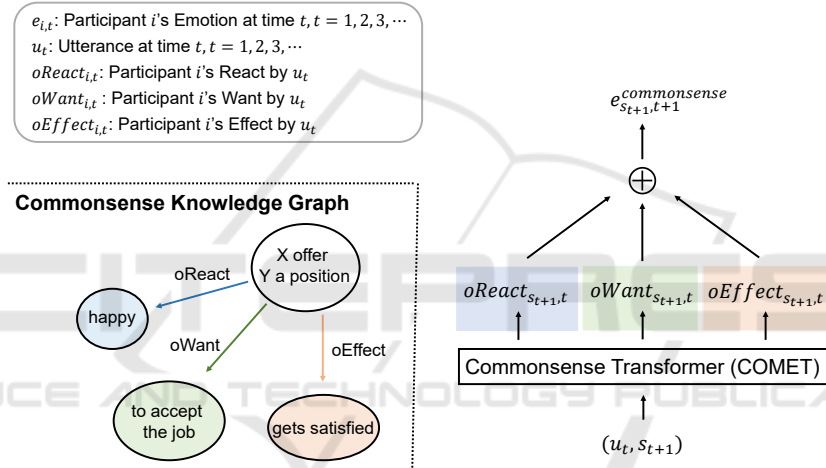 e_{i,t}: Participant i's Emotion at time t, t = 1, 2, 3, ⋯
u_t: Utterance at time t, t = 1, 2, 3, ⋯
oReact_{i,t}: Participant i's React by u_t
oWant_{i,t}: Participant i's Want by u_t
oEffect_{i,t}: Participant i's Effect by u_t
Commonsense Knowledge Graph
X offer
Y a position
oReact
happy
oWant
oEffect
to accept
the job
gets satisfied
e^{commonsense}_{s_{t+1},t+1}
⊕
oReact_{s_{t+1},t} oWant_{s_{t+1},t} oEffect_{s_{t+1},t}
Commonsense Transformer (COMET)
(u_t, s_{t+1})